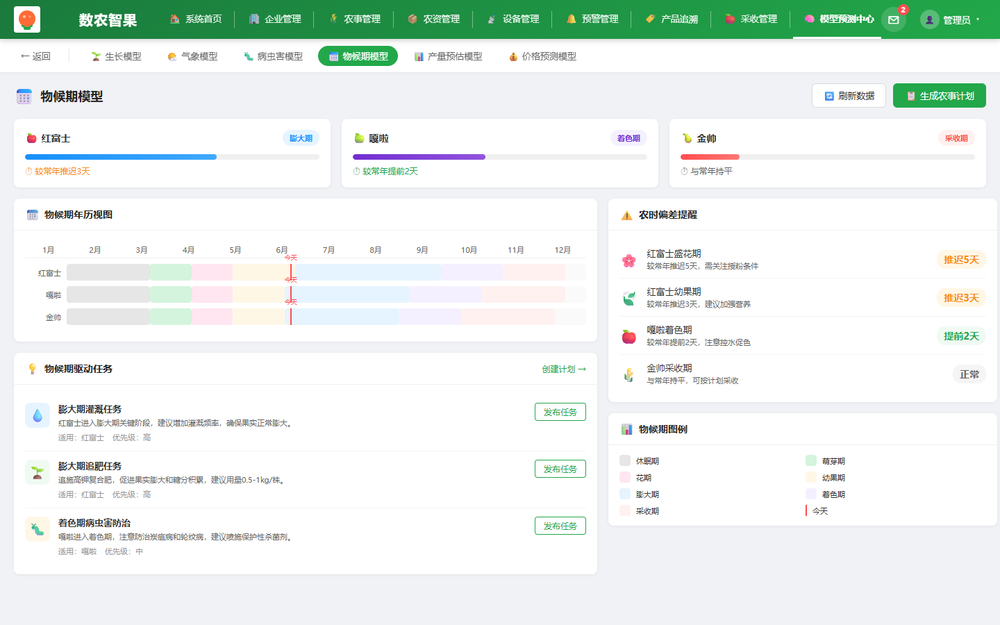 数农智果
系统首页
企业管理
农事管理
农资管理
设备管理
预警管理
产品追溯
采收管理
模型预测中心
2
管理员
←返回
生长模型
气象模型
病虫害模型
物候期模型
产量预估模型
价格预测模型
物候期模型
刷新数据
生成农事计划
红富士
膨大期
较常年推迟3天
嘎啦
着色期
较常年提前2天
金帅
采收期
与常年持平
物候期年历视图
1月 2月 3月 4月 5月 6月 7月 8月 9月 10月 11月 12月
今天
红富士
今天
嘎啦
今天
金帅
农时偏差提醒
红富士盛花期
较常年推迟5天，需关注授粉条件
推迟5天
红富士幼果期
较常年推迟3天，建议加强营养
推迟3天
嘎啦着色期
较常年提前2天，注意控水促色
提前2天
金帅采收期
与常年持平，可按计划采收
正常
物候期驱动任务
创建计划 →
膨大期灌溉任务
红富士进入膨大期关键阶段，建议增加灌溉频率，确保果实正常膨大。
适用：红富士 优先级：高
发布任务
膨大期追肥任务
追施高钾复合肥，促进果实膨大和糖分积累，建议用量0.5-1kg/株。
适用：红富士 优先级：高
发布任务
着色期病虫害防治
嘎啦进入着色期，注意防治炭疽病和轮纹病，建议喷施保护性杀菌剂。
适用：嘎啦 优先级：中
发布任务
物候期图例
休眠期
萌芽期
花期
幼果期
膨大期
着色期
采收期
今天